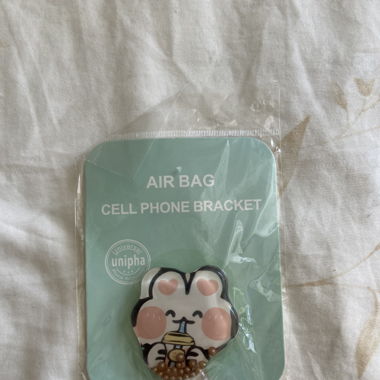 AIR BAG
CELL PHONE BRACKET
unipha